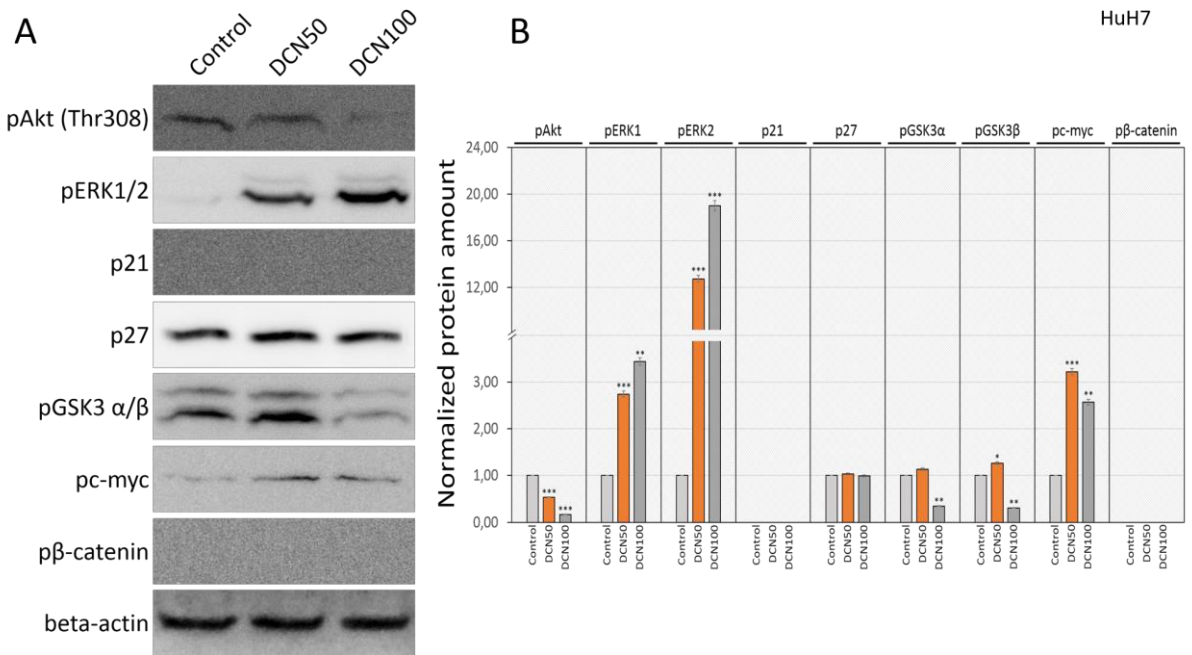 A
Control
DCN50
DCN100
pAkt (Thr308)
pERK1/2
p21
p27
pGSK3 α/β
pc-myc
pβ-catenin
beta-actin
B
HuH7
pAkt pERK1 pERK2 p21 p27 pGSK3α pGSK3β pc-myc pβ-catenin
Normalized protein amount
24,00
20,00
16,00
12,00
3,00
2,00
1,00
0,00
*** ***
*** **
*** ***
**
* **
*** **
Control DCN50 DCN100 Control DCN50 DCN100 Control DCN50 DCN100 Control DCN50 DCN100 Control DCN50 DCN100 Control DCN50 DCN100 Control DCN50 DCN100 Control DCN50 DCN100 Control DCN50 DCN100